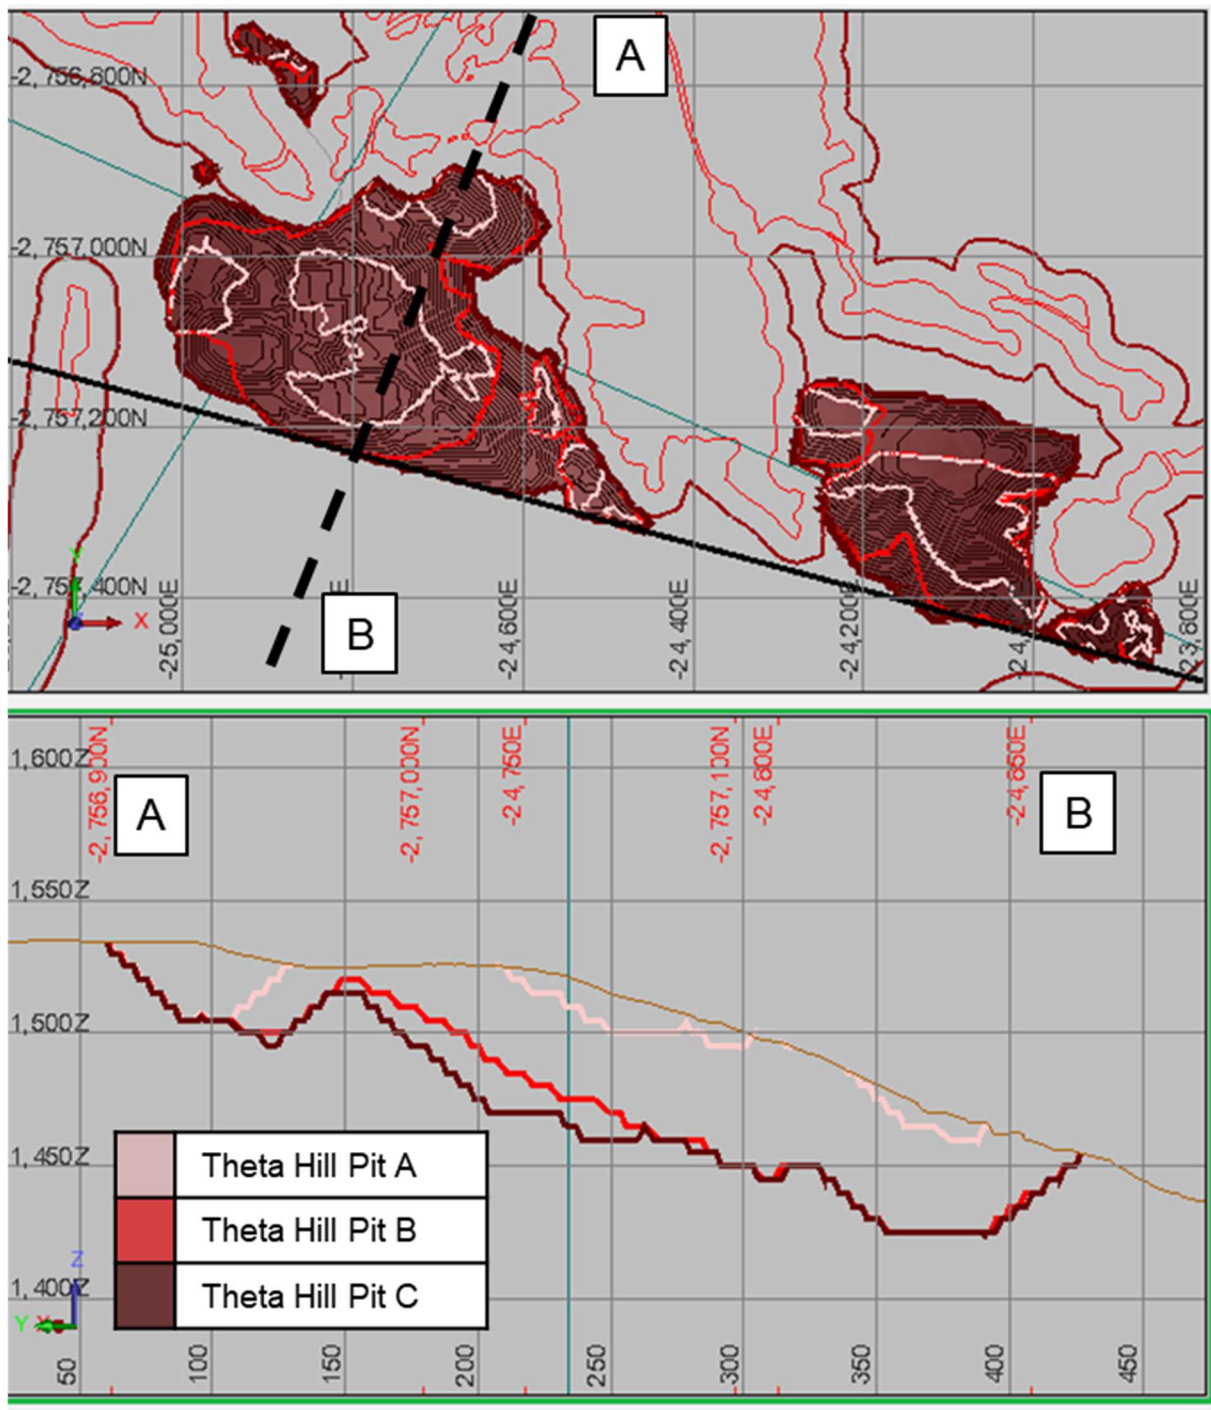 A
-2,756,800N
-2,757,000N
-2,757,200N
-2,757,400N
Y
X
B
-25,000E
E
-24,600E
-24,400E
-24,200E
-24,
-23,800E
1,600Z
1,550Z
1,500Z
1,450Z
1,400Z
-2,756,900N
-2,757,000N
-24,750E
-2,757,100N
-24,800E
-24,850E
A
B
Theta Hill Pit A
Theta Hill Pit B
Theta Hill Pit C
Z
Y
X
50
100
150
200
250
300
350
400
450